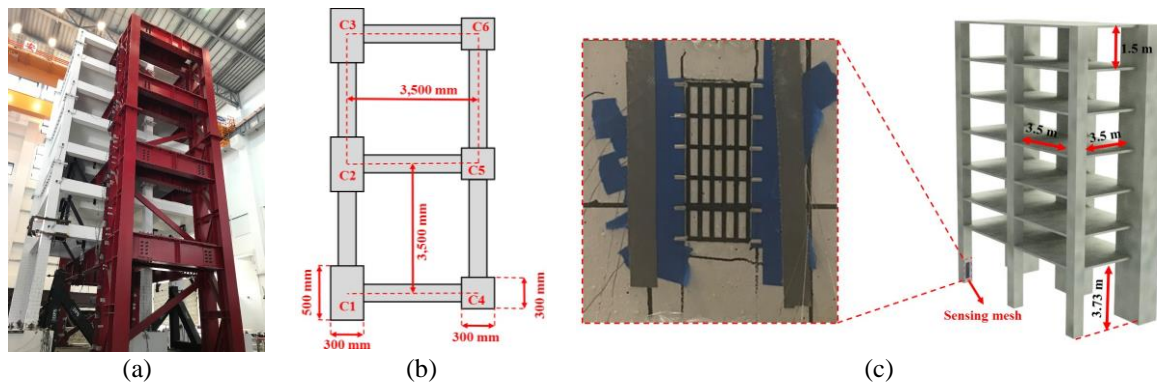 C3
C6
3,500 mm
C2
C5
3,500 mm
500 mm
C1
C4
300 mm
300 mm
300 mm
1.5 m
3.5 m
3.5 m
3.73 m
Sensing mesh
(a)
(b)
(c)